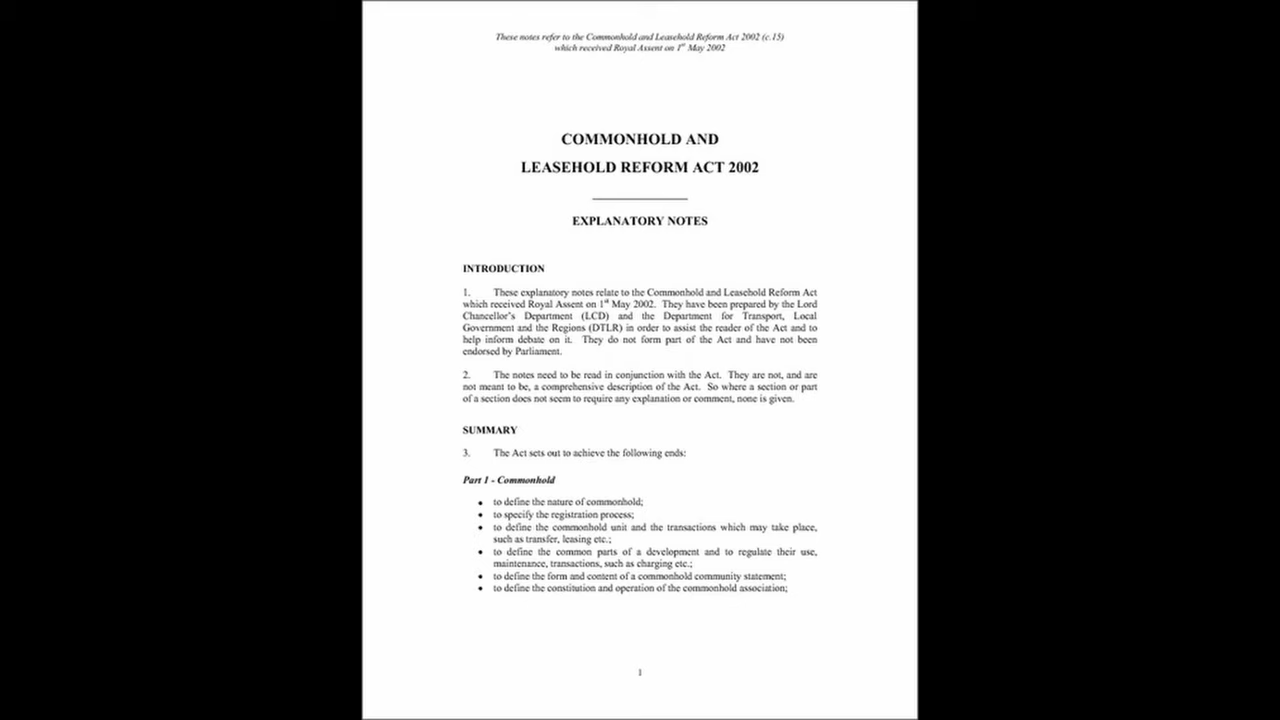 These notes refer to the Commonhold and Leasehold Reform Act 2002 (c.15)
which received Royal Assent on 1st May 2002
COMMONHOLD AND
LEASEHOLD REFORM ACT 2002
EXPLANATORY NOTES
INTRODUCTION
1. These explanatory notes relate to the Commonhold and Leasehold Reform Act
which received Royal Assent on 1st May 2002. They have been prepared by the Lord
Chancellor's Department (LCD) and the Department for Transport, Local
Government and the Regions (DTLR) in order to assist the reader of the Act and to
help inform debate on it. They do not form part of the Act and have not been
endorsed by Parliament.
2. The notes need to be read in conjunction with the Act. They are not, and are
not meant to be, a comprehensive description of the Act. So where a section or part
of a section does not seem to require any explanation or comment, none is given.
SUMMARY
3. The Act sets out to achieve the following ends:
Part 1 - Commonhold
• to define the nature of commonhold;
• to specify the registration process;
• to define the commonhold unit and the transactions which may take place,
such as transfer, leasing etc.;
• to define the common parts of a development and to regulate their use,
maintenance, transactions, such as charging etc.;
• to define the form and content of a commonhold community statement;
• to define the constitution and operation of the commonhold association;
1